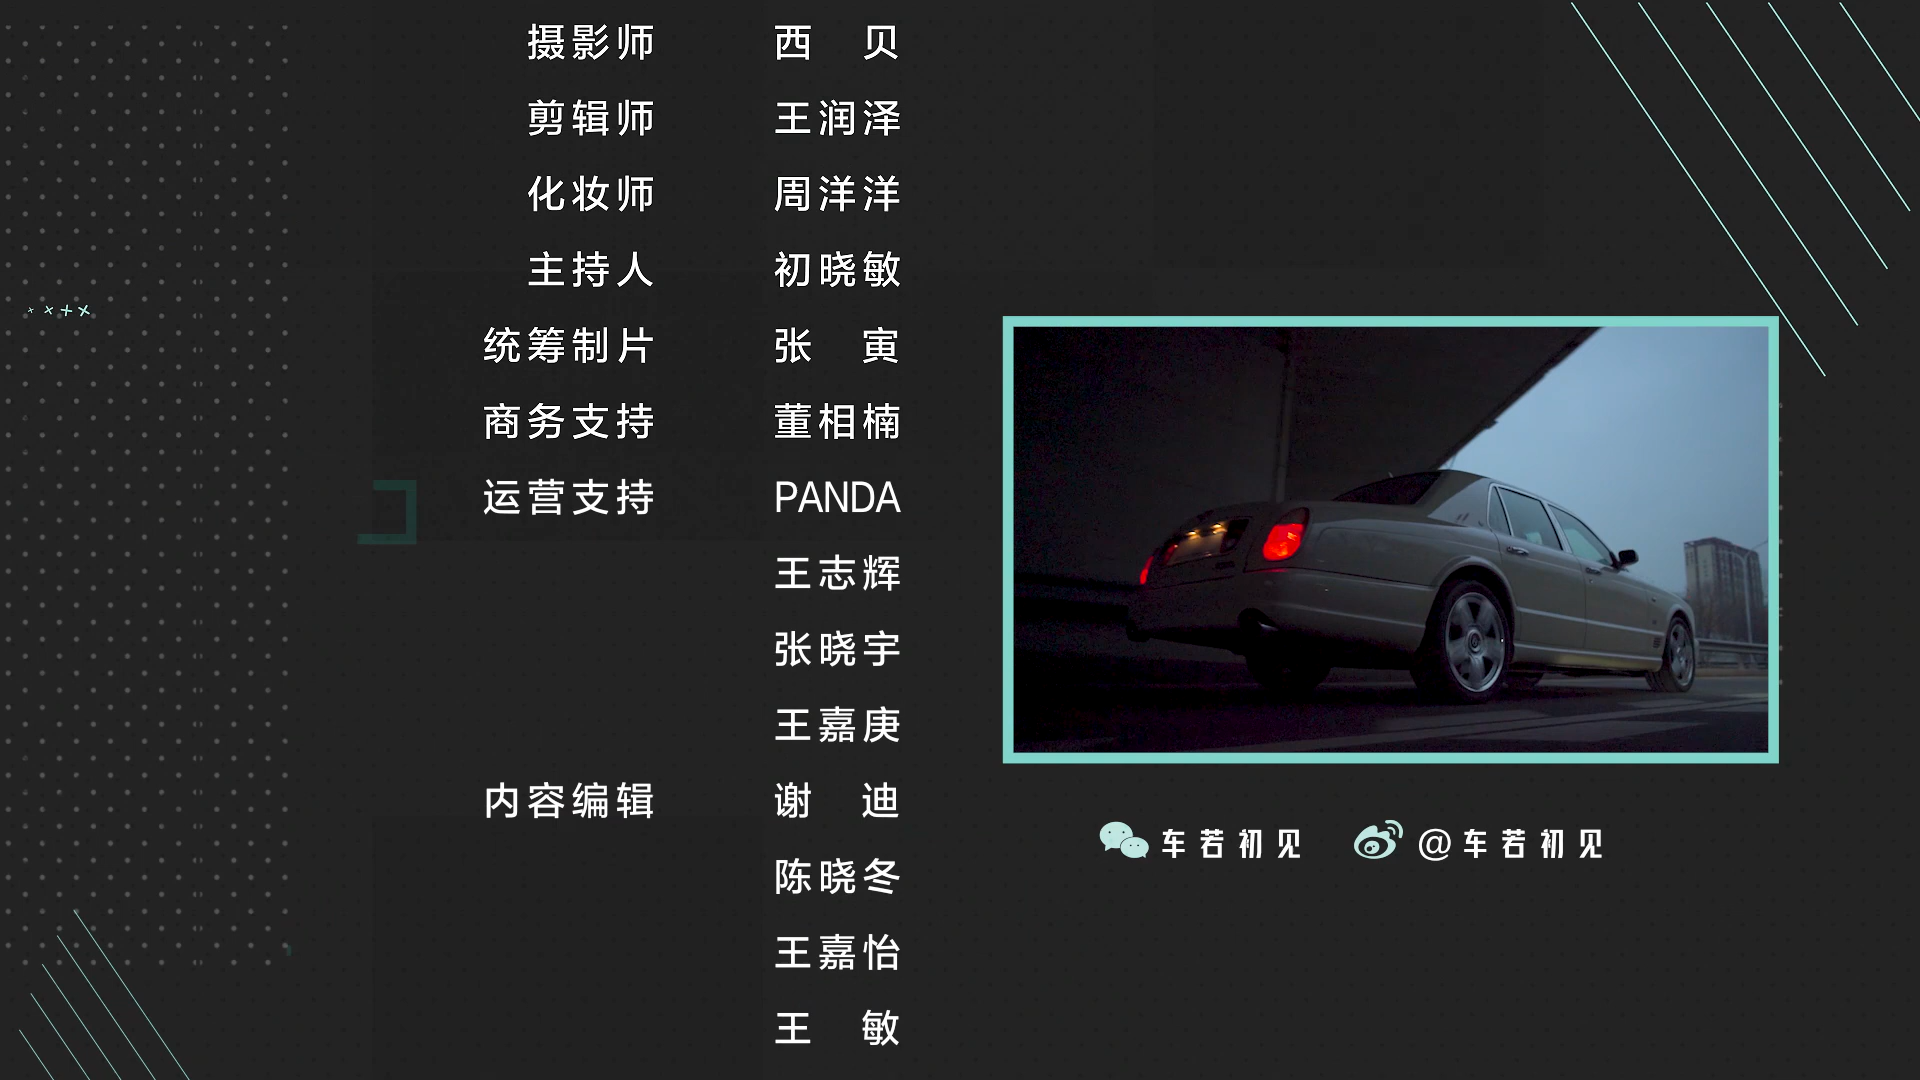 摄影师 西 贝
剪辑师 王润泽
化妆师 周洋洋
主持人 初晓敏
统筹制片 张 寅
商务支持 董相楠
运营支持 PANDA
王志辉
张晓宇
王嘉庚
内容编辑 谢 迪
陈晓冬
王嘉怡
王 敏
车若初见 @车若初见